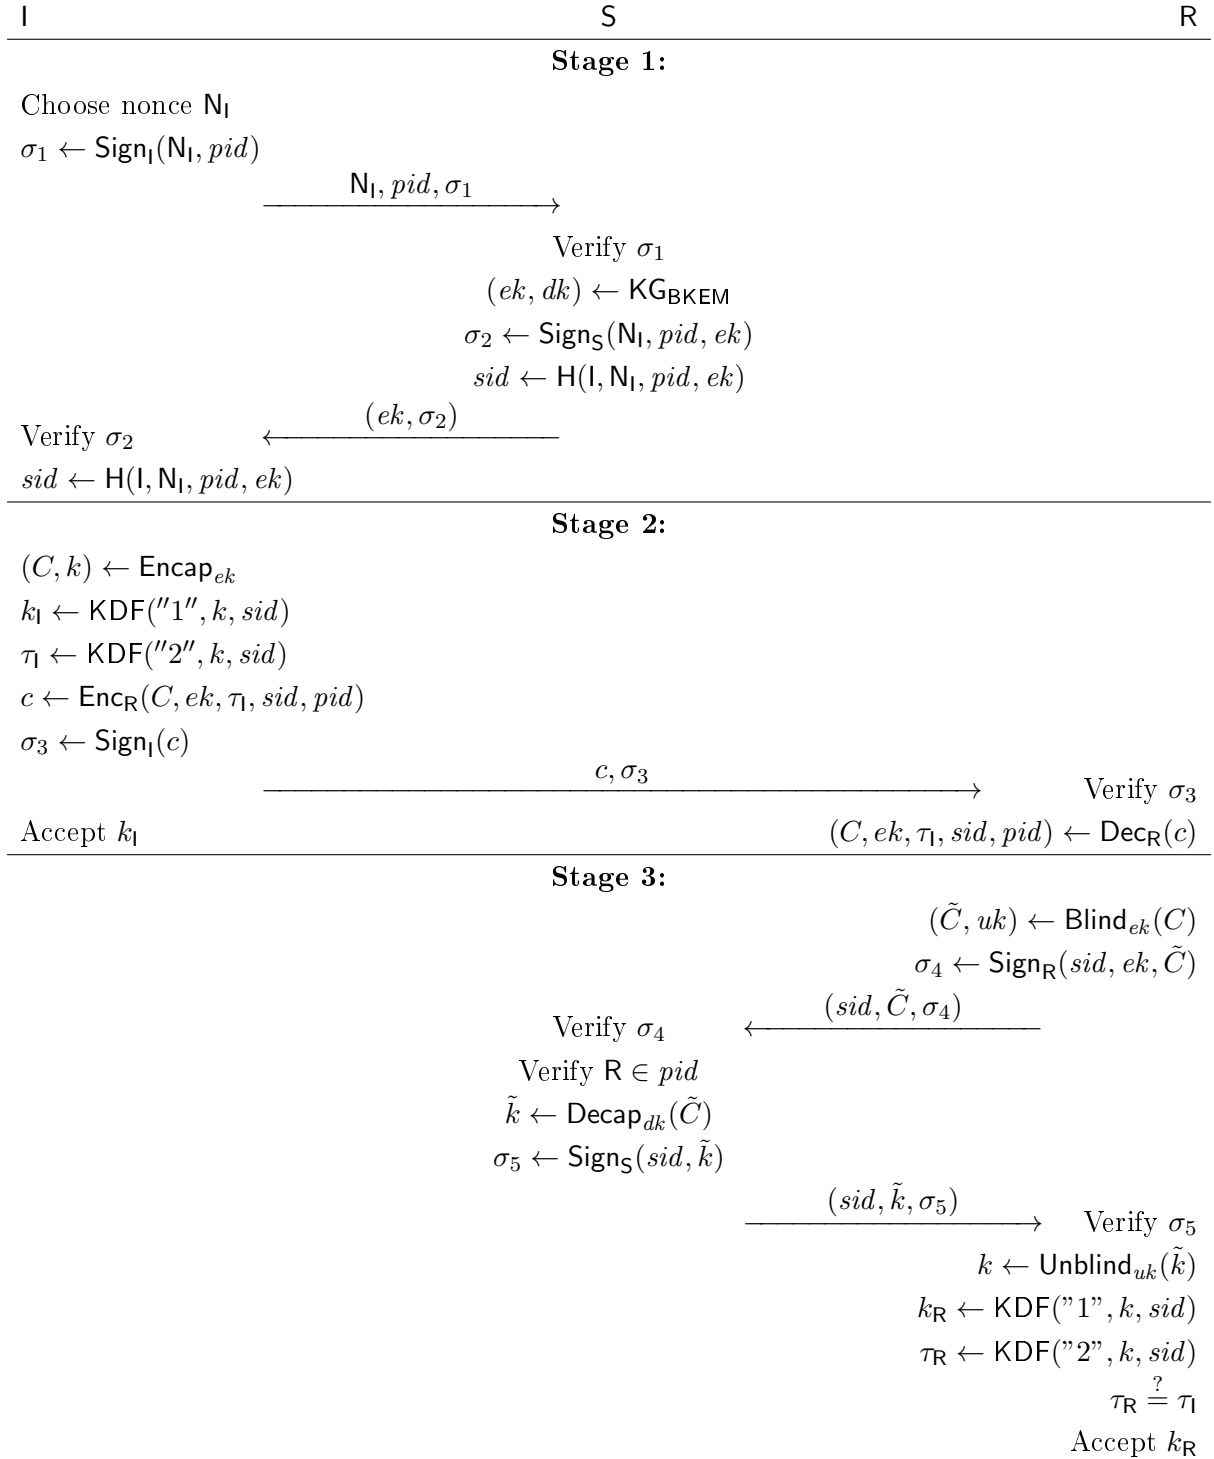 I S R
Stage 1:
Choose nonce N_I
σ_1 ← Sign_I(N_I, pid)
N_I, pid, σ_1
Verify σ_1
(ek, dk) ← KG_BKEM
σ_2 ← Sign_S(N_I, pid, ek)
sid ← H(I, N_I, pid, ek)
(ek, σ_2)
Verify σ_2
sid ← H(I, N_I, pid, ek)
Stage 2:
(C, k) ← Encap_ek
k_I ← KDF("1", k, sid)
τ_I ← KDF("2", k, sid)
c ← Enc_R(C, ek, τ_I, sid, pid)
σ_3 ← Sign_I(c)
c, σ_3
Verify σ_3
Accept k_I (C, ek, τ_I, sid, pid) ← Dec_R(c)
Stage 3:
(C̃, uk) ← Blind_ek(C)
σ_4 ← Sign_R(sid, ek, C̃)
(sid, C̃, σ_4)
Verify σ_4
Verify R ∈ pid
k̃ ← Decap_dk(C̃)
σ_5 ← Sign_S(sid, k̃)
(sid, k̃, σ_5)
Verify σ_5
k ← Unblind_uk(k̃)
k_R ← KDF("1", k, sid)
τ_R ← KDF("2", k, sid)
τ_R ≟ τ_I
Accept k_R